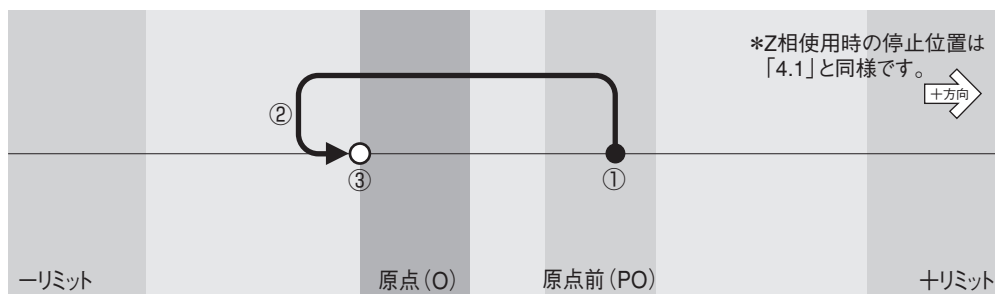 *Z相使用時の停止位置は
「4.1」と同様です。
+方向
②
③
①
−リミット
原点(O)
原点前(PO)
+リミット